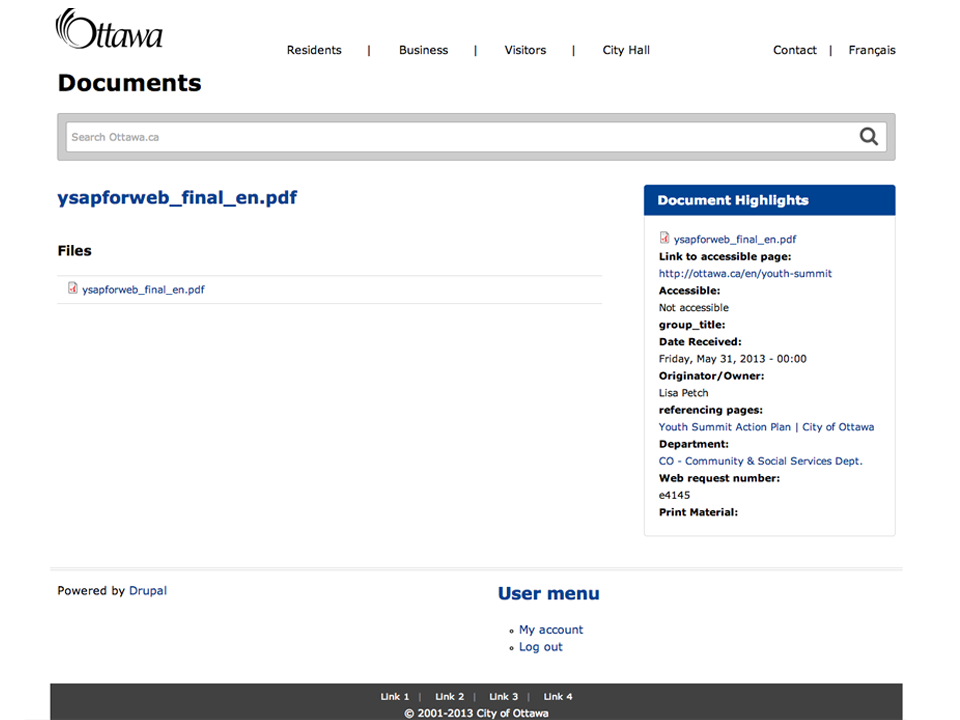 Ottawa
Residents | Business | Visitors | City Hall
Contact | Français
Documents
Search Ottawa.ca
ysapforweb_final_en.pdf
Files
ysapforweb_final_en.pdf
Document Highlights
ysapforweb_final_en.pdf
Link to accessible page:
http://ottawa.ca/en/youth-summit
Accessible:
Not accessible
group_title:
Date Received:
Friday, May 31, 2013 - 00:00
Originator/Owner:
Lisa Petch
referencing pages:
Youth Summit Action Plan | City of Ottawa
Department:
CO - Community & Social Services Dept.
Web request number:
e4145
Print Material:
Powered by Drupal
User menu
My account
Log out
Link 1 | Link 2 | Link 3 | Link 4
© 2001-2013 City of Ottawa